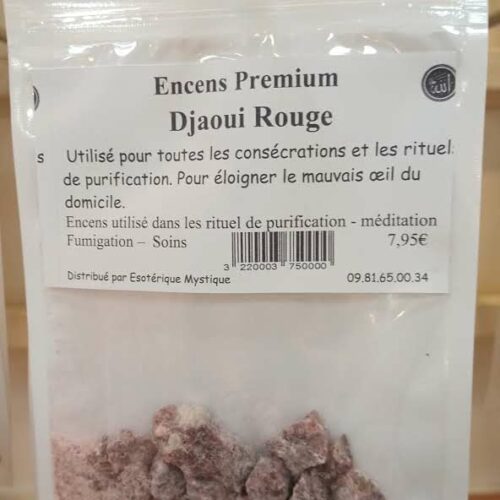 Encens Premium
Djaoui Rouge
s Utilisé pour toutes les consécrations et les rituel
de purification. Pour éloigner le mauvais œil du
domicile.
Encens utilisé dans les rituel de purification - méditation
Fumigation – Soins 7,95€
3 220003 750000
Distribué par Esotérique Mystique 09.81.65.00.34